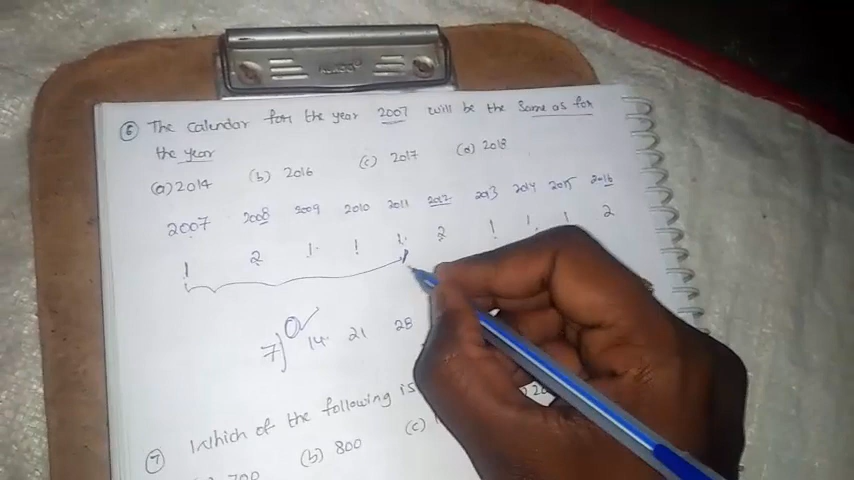 6 The calendar for the year 2007 will be the same as for
the year
(a) 2014 (b) 2016 (c) 2017 (d) 2018
2007 2008 2009 2010 2011 2012 2013 2014 2015 2016
1 2 1 1 1 2 1 1 1 2
7) 0 14 21 28
7 Which of the following is
700 (b) 800 (c)